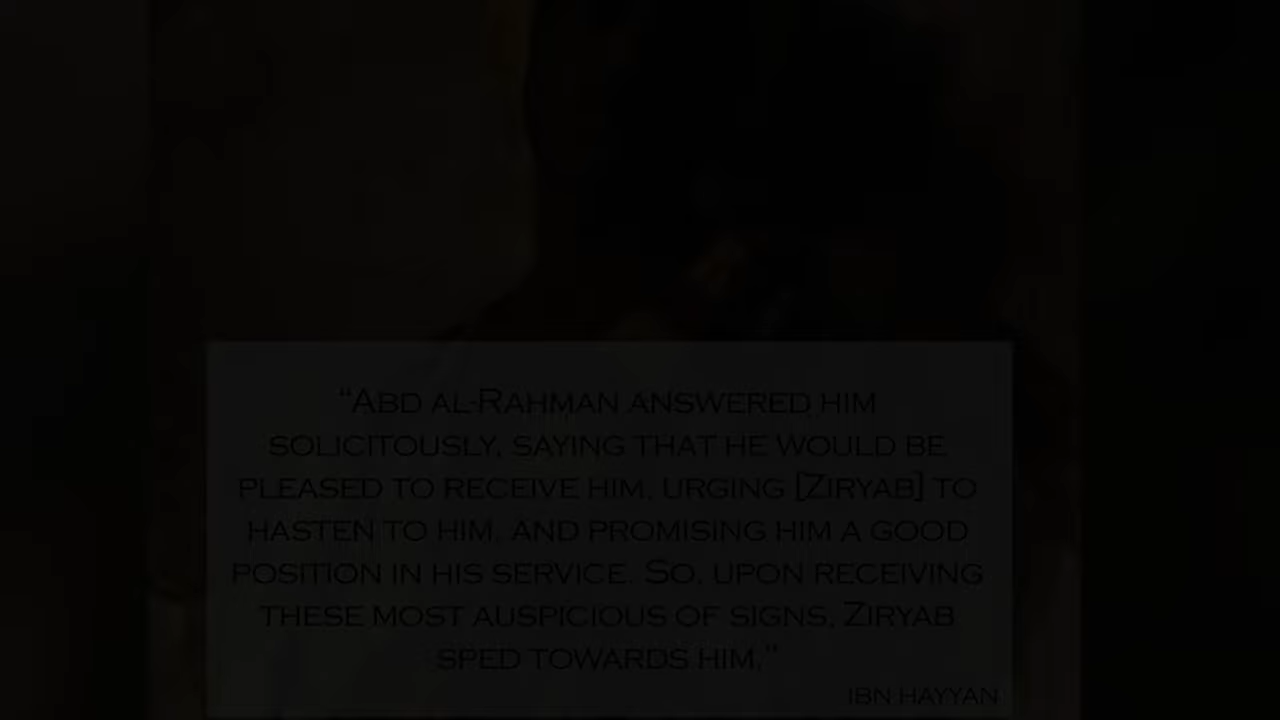 "Abd al-Rahman answered him
solicitously, saying that he would be
pleased to receive him, urging [Ziryab] to
hasten to him, and promising him a good
position in his service. So, upon receiving
these most auspicious of signs, Ziryab
sped towards him."
Ibn Hayyan